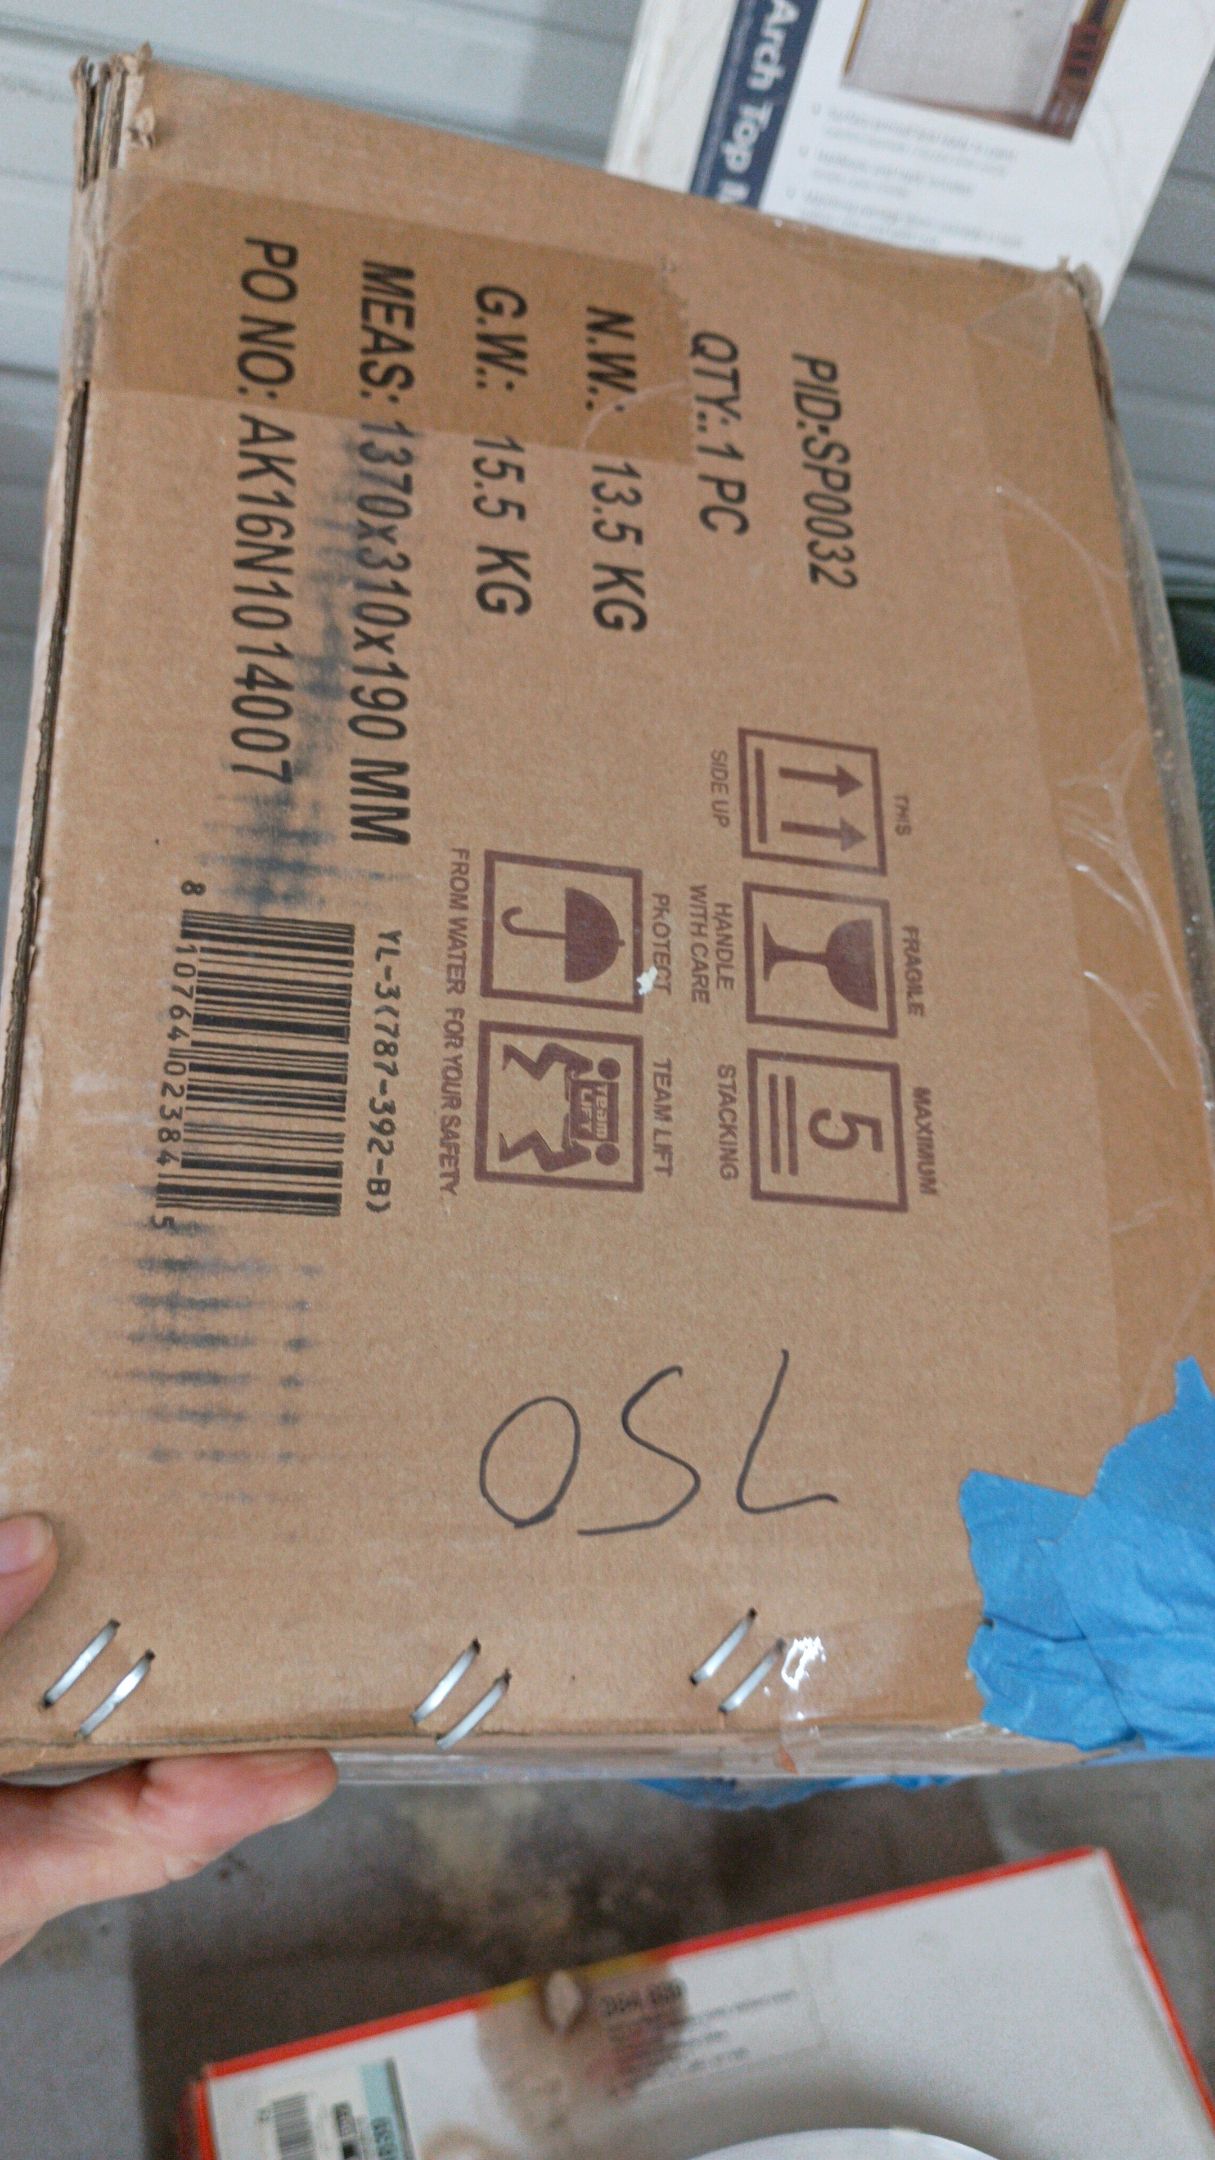 Arch Top M
PID:SP0032
QTY.:1 PC
N.W.: 13.5 KG
G.W.: 15.5 KG
MEAS: 1370x310x190 MM
PO NO: AK16N1014007
THIS
SIDE UP
FRAGILE
HANDLE
WITH CARE
MAXIMUM
5
STACKING
PROTECT
FROM WATER
TEAM LIFT
Team
LIFT
FOR YOUR SAFETY
YL-3(787-392-B)
8 10764 02384 5
750